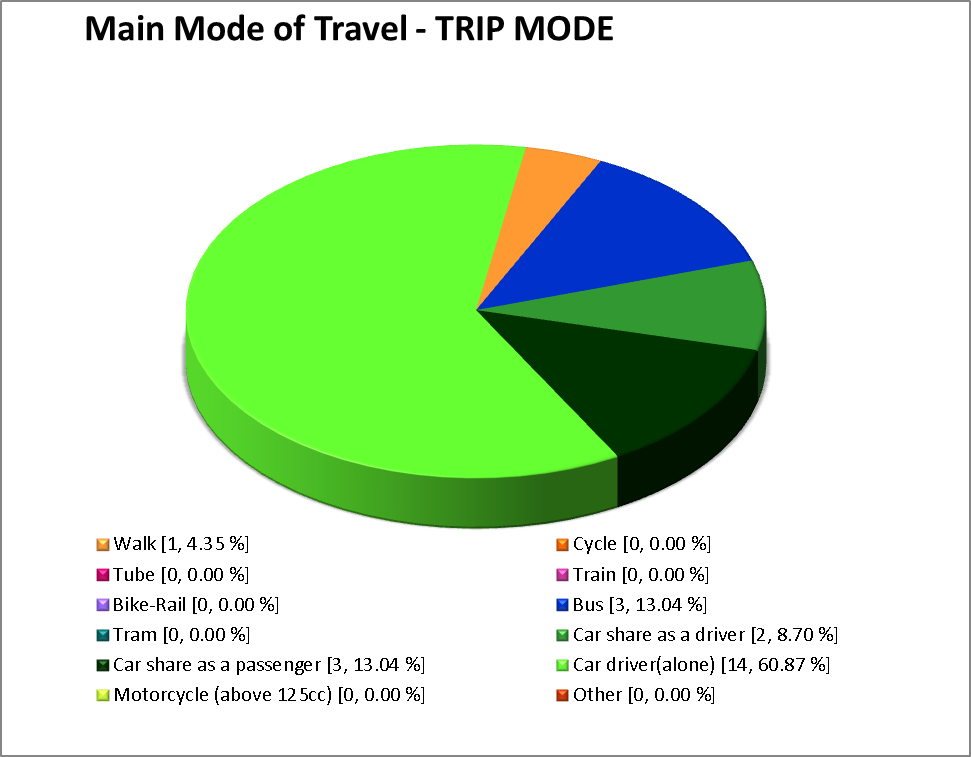 Main Mode of Travel - TRIP MODE
Walk [1, 4.35 %]
Cycle [0, 0.00 %]
Tube [0, 0.00 %]
Train [0, 0.00 %]
Bike-Rail [0, 0.00 %]
Bus [3, 13.04 %]
Tram [0, 0.00 %]
Car share as a driver [2, 8.70 %]
Car share as a passenger [3, 13.04 %]
Car driver(alone) [14, 60.87 %]
Motorcycle (above 125cc) [0, 0.00 %]
Other [0, 0.00 %]